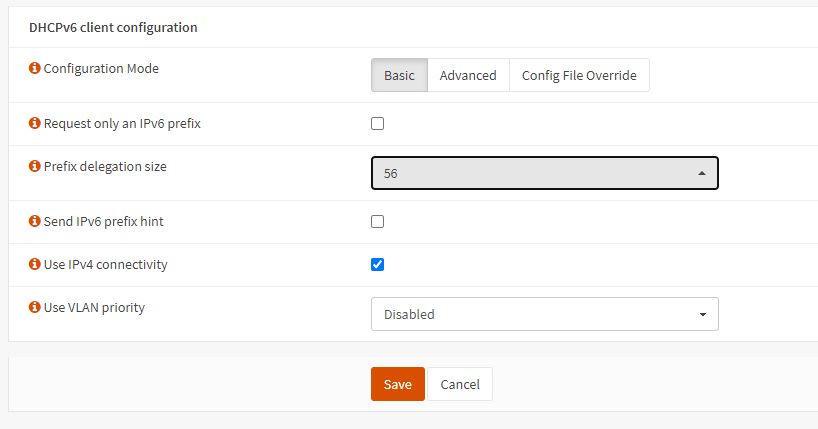 DHCPv6 client configuration
Configuration Mode
Basic Advanced Config File Override
Request only an IPv6 prefix
Prefix delegation size
56
Send IPv6 prefix hint
Use IPv4 connectivity
Use VLAN priority
Disabled
Save Cancel